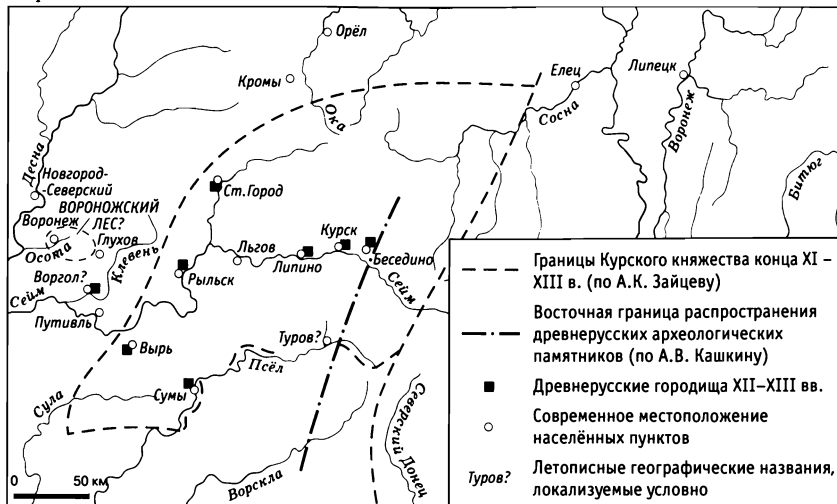 Орёл
Кромы
Ока
Елец
Липецк
Сосна
Воронеж
Битюг
Десна
Новгород-
-Северский
Ст. Город
ВОРОНОЖСКИЙ
ЛЕС?
Воронеж
Глухов
Осота
Клевень
Воргол?
Сейм
Путивль
Рыльск
Льгов
Липино
Курск
Беседино
Сейм
Вырь
Туров?
Псёл
Сумы
Сула
Ворскла
Северский Донец
0 50 км
Границы Курского княжества конца XI –
XIII в. (по А.К. Зайцеву)
Восточная граница распространения
древнерусских археологических
памятников (по А.В. Кашкину)
Древнерусские городища XII–XIII вв.
Современное местоположение
населённых пунктов
Туров? Летописные географические названия,
локализуемые условно